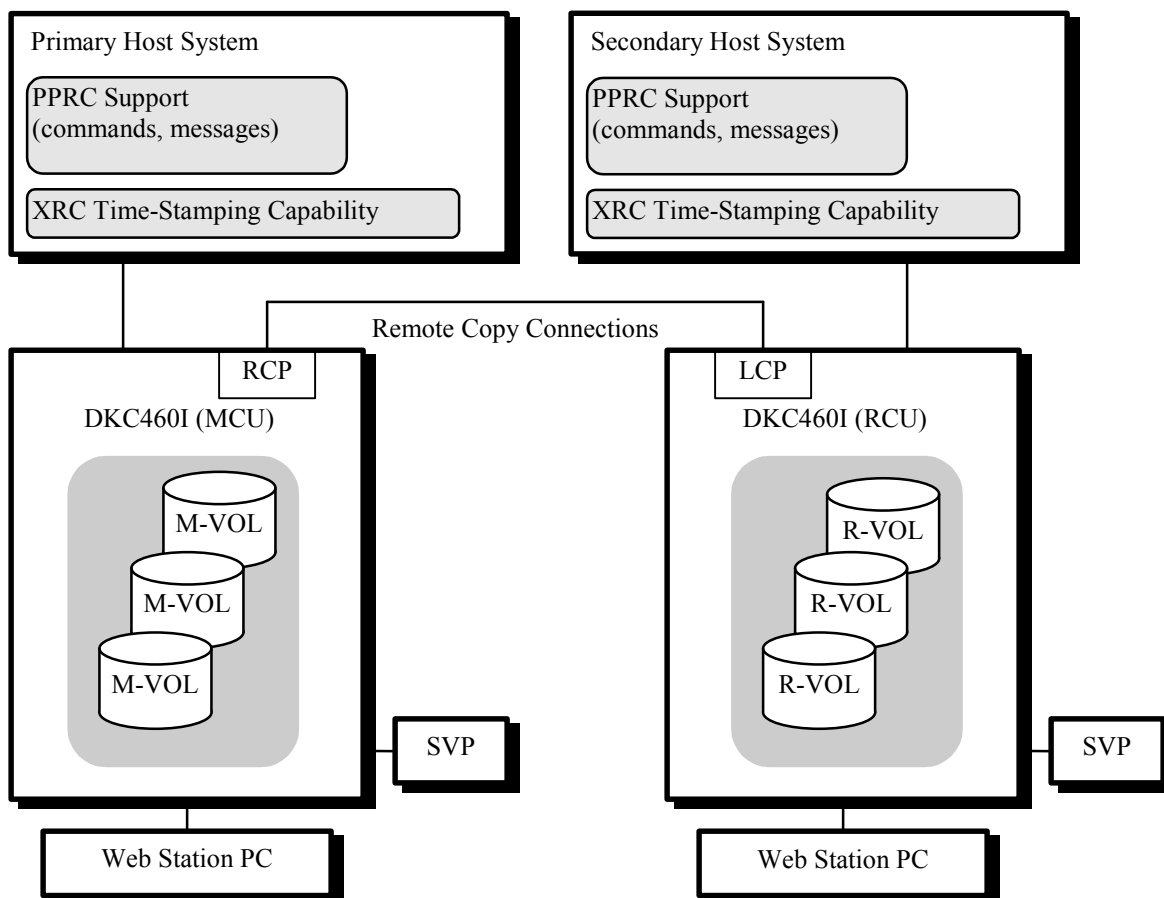 Primary Host System
PPRC Support
(commands, messages)
XRC Time-Stamping Capability
Secondary Host System
PPRC Support
(commands, messages)
XRC Time-Stamping Capability
Remote Copy Connections
RCP
DKC460I (MCU)
M-VOL
M-VOL
M-VOL
SVP
Web Station PC
LCP
DKC460I (RCU)
R-VOL
R-VOL
R-VOL
SVP
Web Station PC